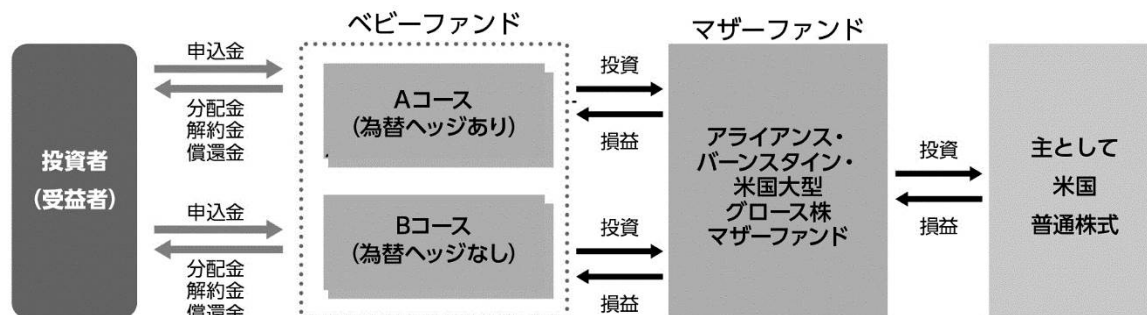 ベビーファンド
マザーファンド
投資者
(受益者)
申込金
分配金
解約金
償還金
申込金
分配金
解約金
償還金
Aコース
(為替ヘッジあり)
Bコース
(為替ヘッジなし)
投資
損益
投資
損益
アライアンス・
バーンスタイン・
米国大型
グロース株
マザーファンド
投資
損益
主として
米国
普通株式